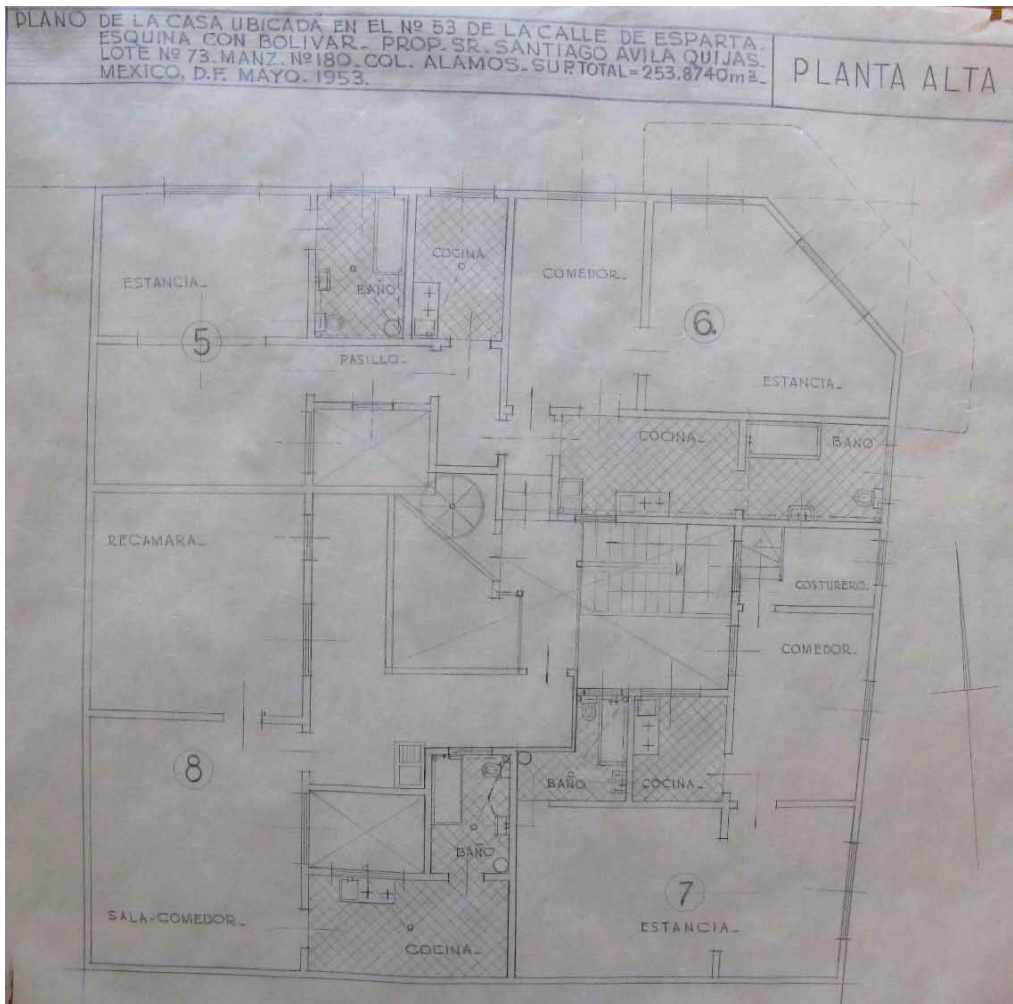 PLANO DE LA CASA UBICADA EN EL Nº 53 DE LA CALLE DE ESPARTA.
ESQUINA CON BOLIVAR_ PROP. SR. SANTIAGO AVILA QUIJAS.
LOTE Nº 73. MANZ. Nº 180. COL. ALAMOS. SUP. TOTAL = 253.8740m²_
MEXICO, D.F. MAYO. 1953.
PLANTA ALTA
ESTANCIA_
5
BAÑO
COCINA
PASILLO_
COMEDOR_
6.
ESTANCIA_
COCINA_
BAÑO
RECAMARA_
COSTURERO_
COMEDOR_
8
BAÑO
COCINA_
BAÑO
7
SALA-COMEDOR_
COCINA_
ESTANCIA_